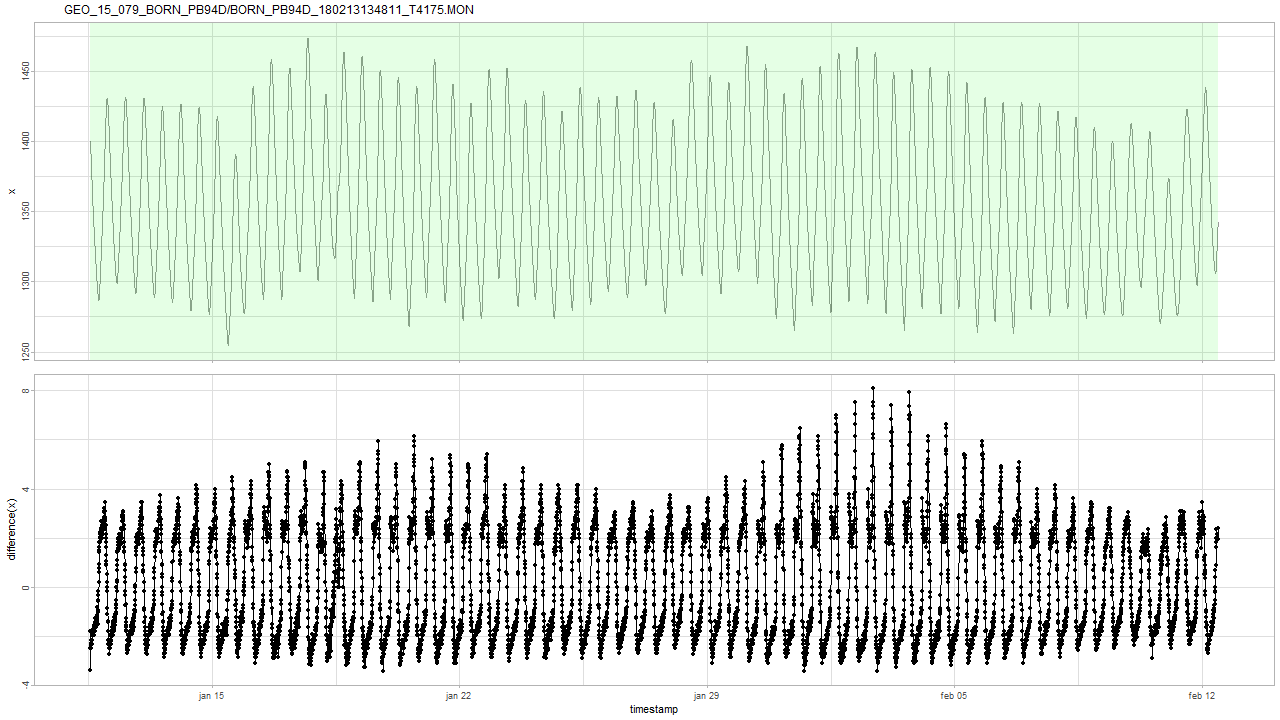 GEO_15_079_BORN_PB94D/BORN_PB94D_180213134811_T4175.MON
1450
1400
1350
1300
1250
x
8
4
0
-4
difference(x)
jan 15 jan 22 jan 29 feb 05 feb 12
timestamp